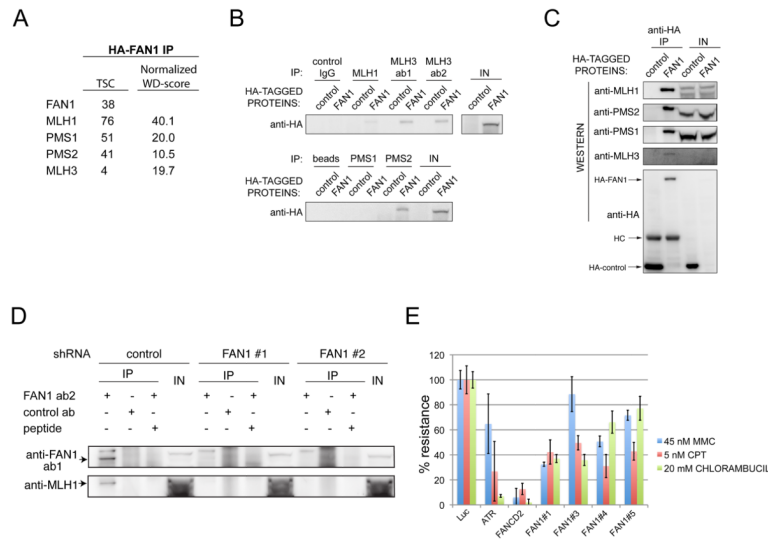 A
HA-FAN1 IP
TSC Normalized WD-score
FAN1 38
MLH1 76 40.1
PMS1 51 20.0
PMS2 41 10.5
MLH3 4 19.7
B
IP: control IgG MLH1 MLH3 ab1 MLH3 ab2 IN
HA-TAGGED PROTEINS: control FAN1 control FAN1 control FAN1 control FAN1 control FAN1
anti-HA
IP: beads PMS1 PMS2 IN
HA-TAGGED PROTEINS: control FAN1 control FAN1 control FAN1 control FAN1
anti-HA
C
anti-HA IP IN
HA-TAGGED PROTEINS: control FAN1 control FAN1
WESTERN
anti-MLH1
anti-PMS2
anti-PMS1
anti-MLH3
HA-FAN1
anti-HA
HC
HA-control
D
shRNA control FAN1 #1 FAN1 #2
IP IN IP IN IP IN
FAN1 ab2 + - + + - + + - +
control ab - + - - + - - + -
peptide - - + - - + - - +
anti-FAN1 ab1
anti-MLH1
E
% resistance
120
100
80
60
40
20
0
Luc ATR FANCD2 FAN1#1 FAN1#3 FAN1#4 FAN1#5
45 nM MMC
5 nM CPT
20 mM CHLORAMBUCIL